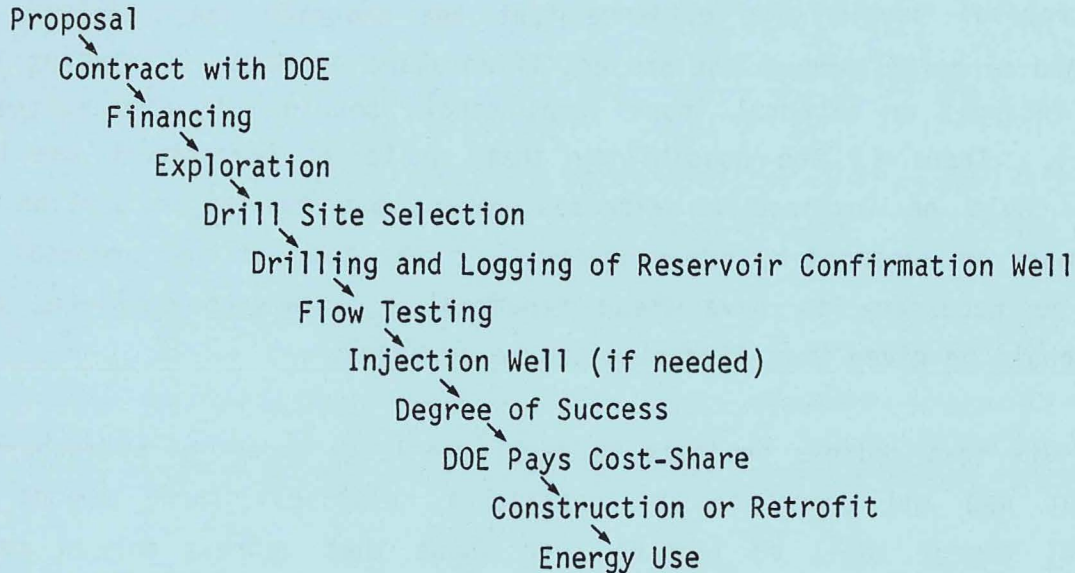 Proposal
Contract with DOE
Financing
Exploration
Drill Site Selection
Drilling and Logging of Reservoir Confirmation Well
Flow Testing
Injection Well (if needed)
Degree of Success
DOE Pays Cost-Share
Construction or Retrofit
Energy Use